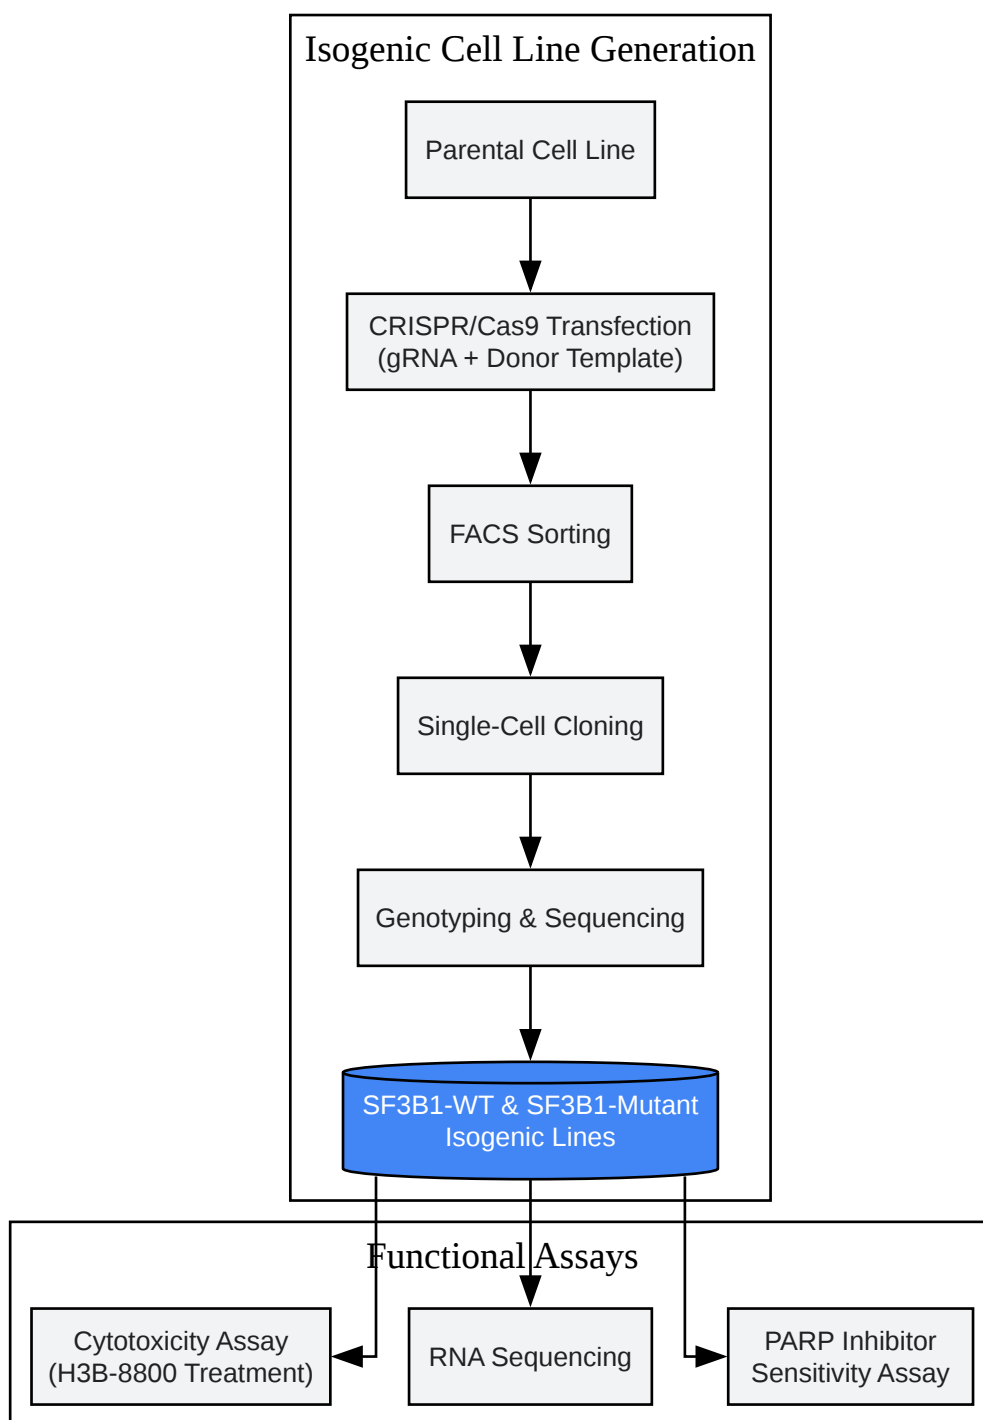 Isogenic Cell Line Generation
Parental Cell Line
CRISPR/Cas9 Transfection
(gRNA + Donor Template)
FACS Sorting
Single-Cell Cloning
Genotyping & Sequencing
SF3B1-WT & SF3B1-Mutant
Isogenic Lines
Functional Assays
Cytotoxicity Assay
(H3B-8800 Treatment)
RNA Sequencing
PARP Inhibitor
Sensitivity Assay